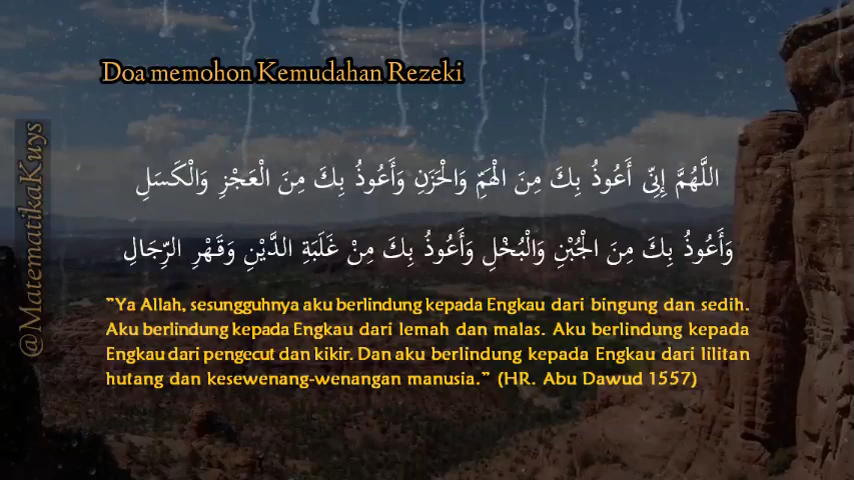 Doa memohon Kemudahan Rezeki
@MatematikaKuys
اللَّهُمَّ إِنِّي أَعُوذُ بِكَ مِنَ الْهَمِّ وَالْحَزَنِ وَأَعُوذُ بِكَ مِنَ الْعَجْزِ وَالْكَسَلِ
وَأَعُوذُ بِكَ مِنَ الْجُبْنِ وَالْبُخْلِ وَأَعُوذُ بِكَ مِنْ غَلَبَةِ الدَّيْنِ وَقَهْرِ الرِّجَالِ
”Ya Allah, sesungguhnya aku berlindung kepada Engkau dari bingung dan sedih.
Aku berlindung kepada Engkau dari lemah dan malas. Aku berlindung kepada
Engkau dari pengecut dan kikir. Dan aku berlindung kepada Engkau dari lilitan
hutang dan kesewenang-wenangan manusia.” (HR. Abu Dawud 1557)